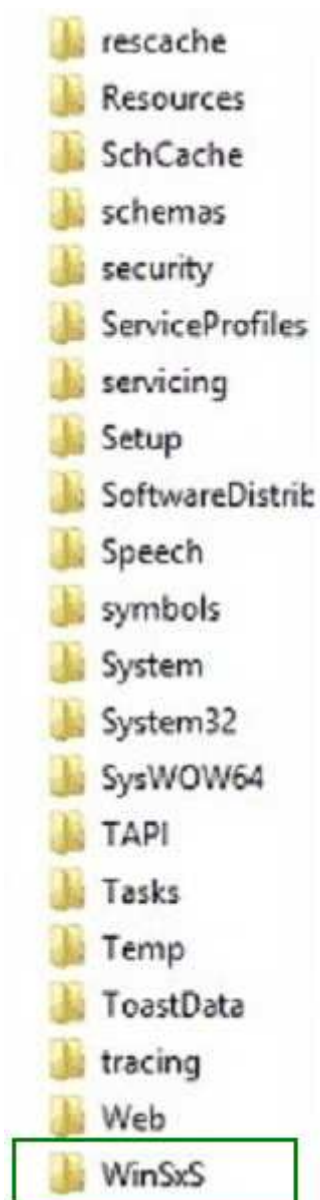 rescache
Resources
SchCache
schemas
security
ServiceProfiles
servicing
Setup
SoftwareDistrib
Speech
symbols
System
System32
SysWOW64
TAPI
Tasks
Temp
ToastData
tracing
Web
WinSxS